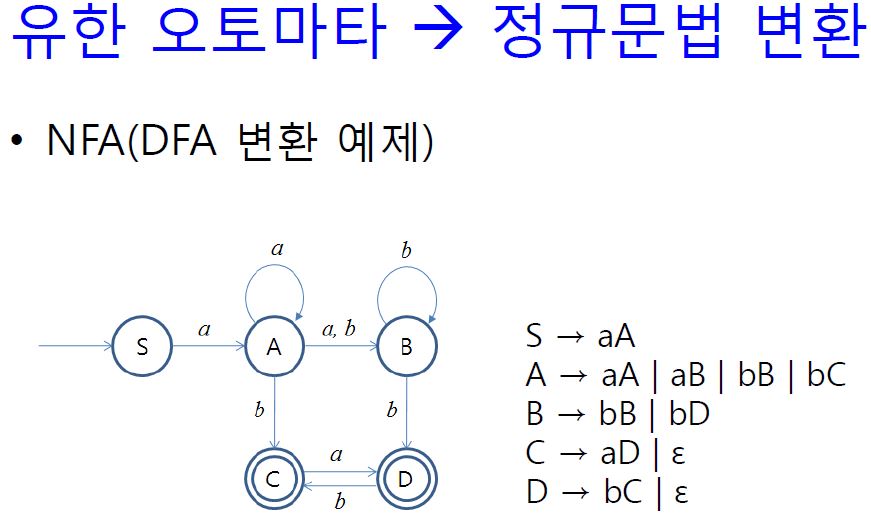 유한 오토마타 → 정규문법 변환
• NFA(DFA 변환 예제)
a
b
S
a
A
a, b
B
b
b
C
a
b
D
S → aA
A → aA | aB | bB | bC
B → bB | bD
C → aD | ε
D → bC | ε